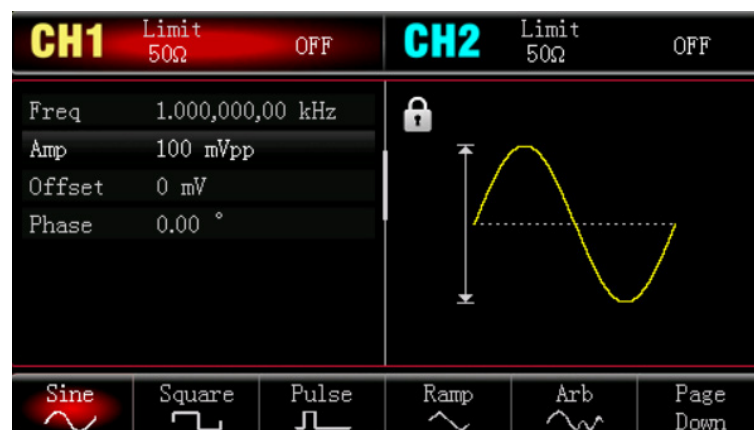 CH1 Limit 50Ω OFF
CH2 Limit 50Ω OFF
Freq 1.000,000,00 kHz
Amp 100 mVpp
Offset 0 mV
Phase 0.00 °
Sine Square Pulse Ramp Arb Page Down